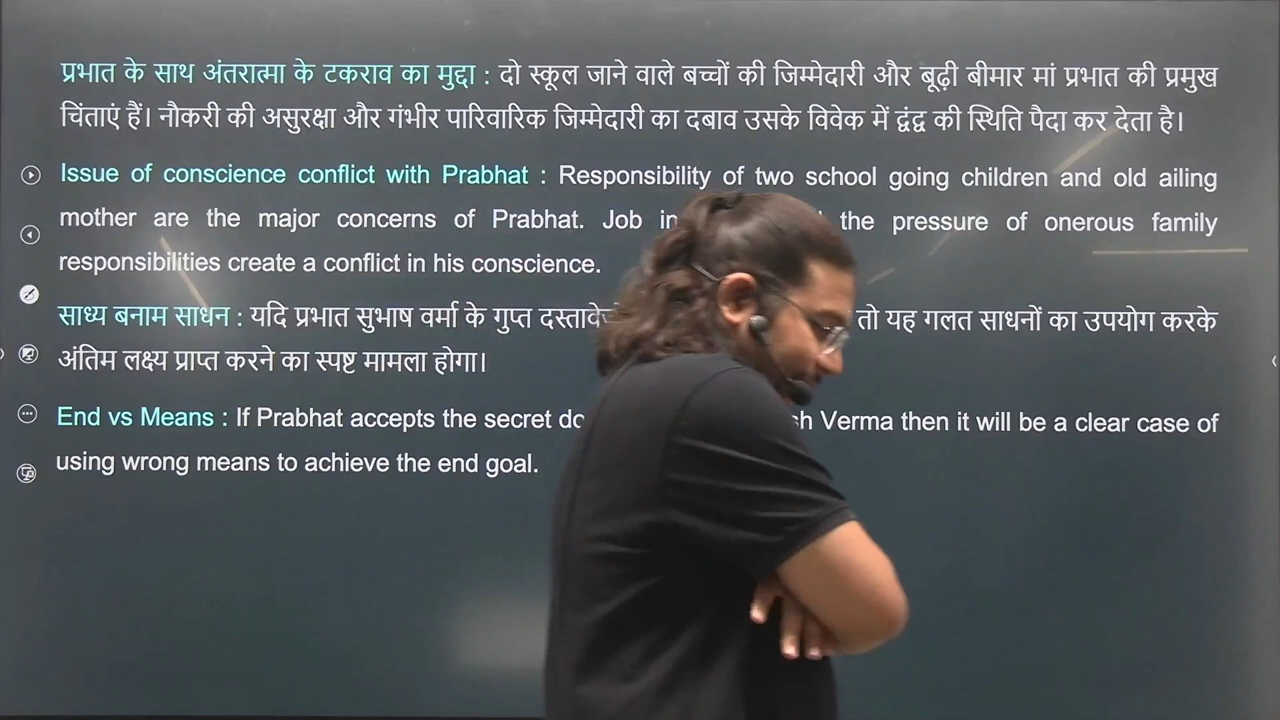 प्रभात के साथ अंतरात्मा के टकराव का मुद्दा : दो स्कूल जाने वाले बच्चों की जिम्मेदारी और बूढ़ी बीमार मां प्रभात की प्रमुख
चिंताएं हैं। नौकरी की असुरक्षा और गंभीर पारिवारिक जिम्मेदारी का दबाव उसके विवेक में द्वंद्व की स्थिति पैदा कर देता है।
Issue of conscience conflict with Prabhat : Responsibility of two school going children and old ailing
mother are the major concerns of Prabhat. Job in the pressure of onerous family
responsibilities create a conflict in his conscience.
साध्य बनाम साधन : यदि प्रभात सुभाष वर्मा के गुप्त तो यह गलत साधनों का उपयोग करके
अंतिम लक्ष्य प्राप्त करने का स्पष्ट मामला होगा।
End vs Means : If Prabhat accepts the secret Verma then it will be a clear case of
using wrong means to achieve the end goal.